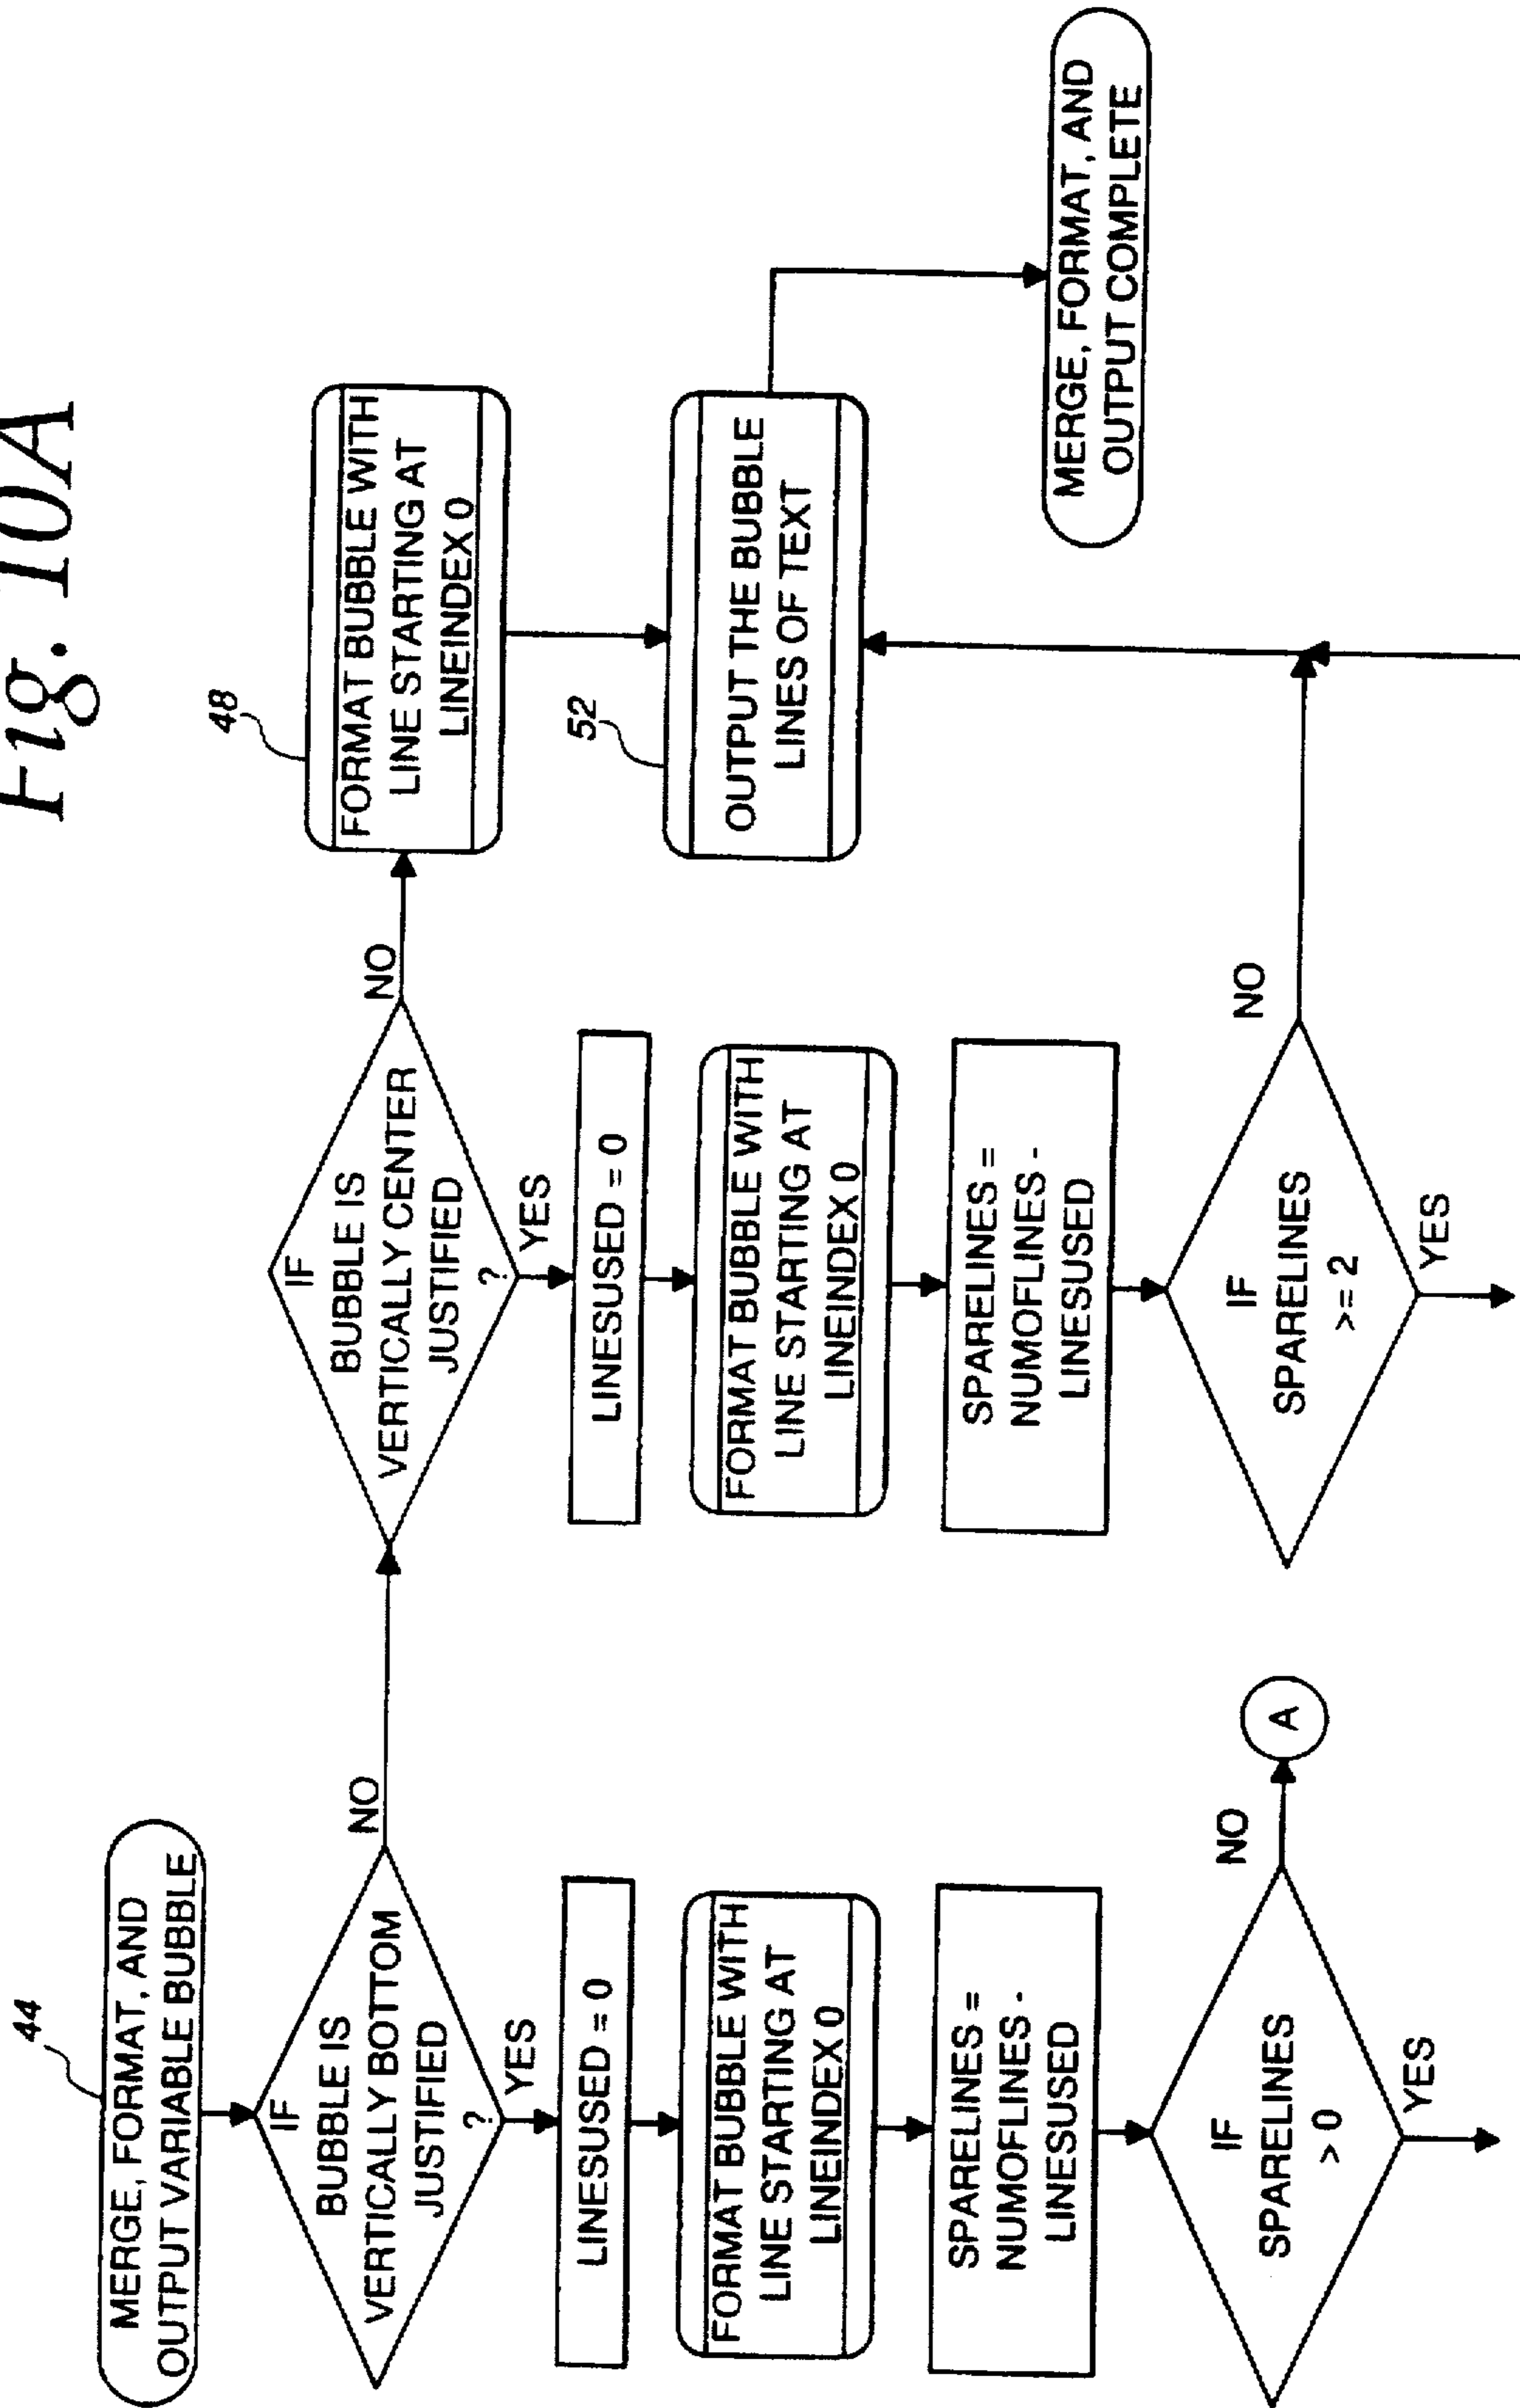 Fig. 10A
44
MERGE, FORMAT, AND
OUTPUT VARIABLE BUBBLE
IF
BUBBLE IS
VERTICALLY BOTTOM
JUSTIFIED
?
NO
YES
LINESUSED = 0
FORMAT BUBBLE WITH
LINE STARTING AT
LINEINDEX 0
SPARELINES =
NUMOFLINES -
LINESUSED
IF
SPARELINES
> 0
NO
A
YES
IF
BUBBLE IS
VERTICALLY CENTER
JUSTIFIED
?
NO
YES
LINESUSED = 0
FORMAT BUBBLE WITH
LINE STARTING AT
LINEINDEX 0
SPARELINES =
NUMOFLINES -
LINESUSED
IF
SPARELINES
>= 2
NO
YES
48
FORMAT BUBBLE WITH
LINE STARTING AT
LINEINDEX 0
52
OUTPUT THE BUBBLE
LINES OF TEXT
MERGE, FORMAT, AND
OUTPUT COMPLETE